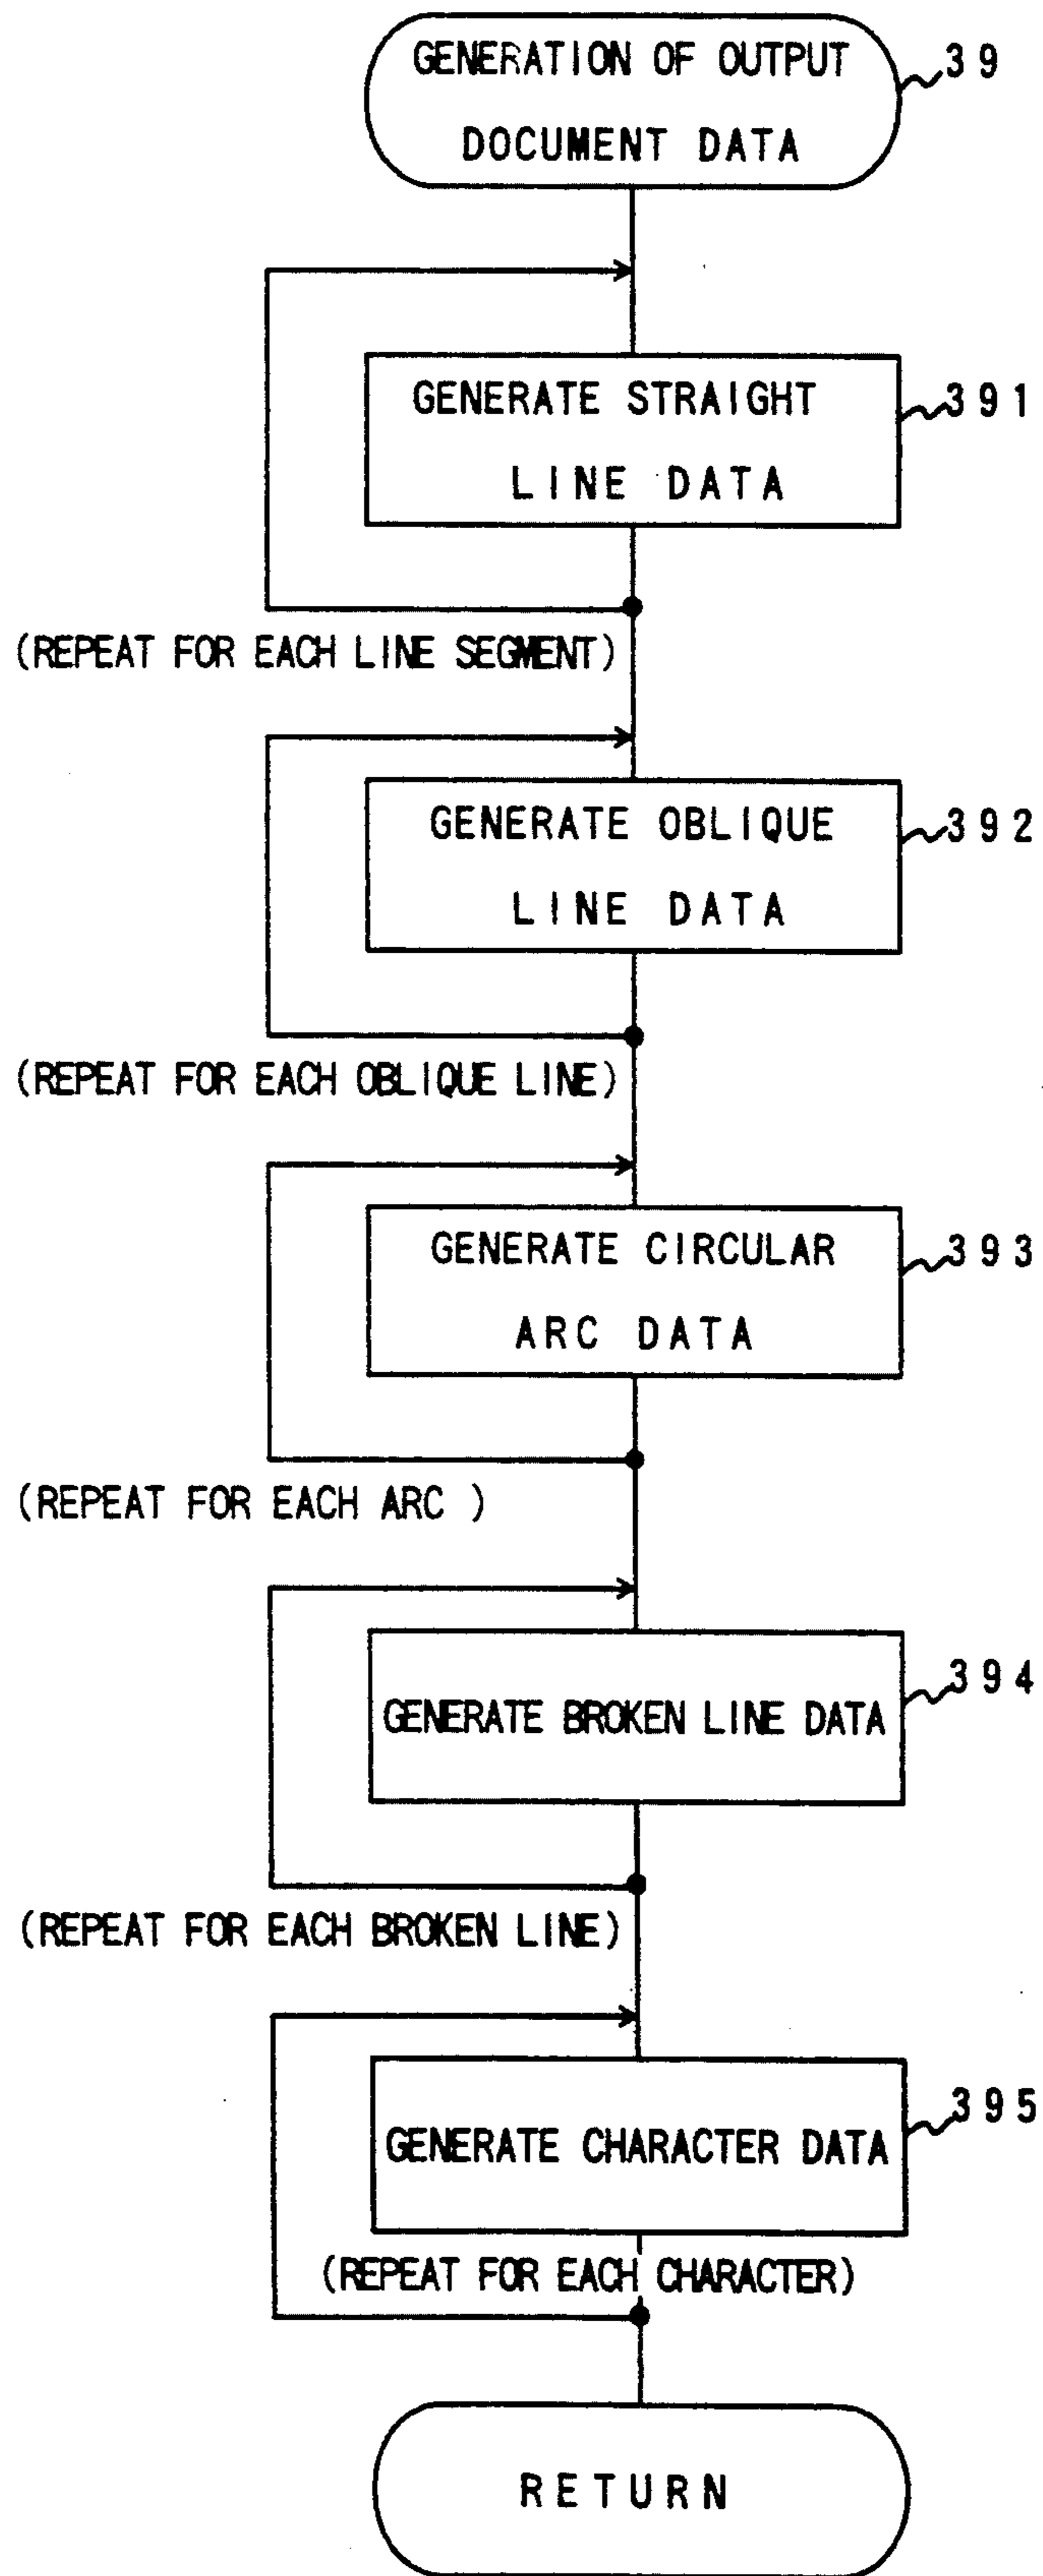 GENERATION OF OUTPUT
DOCUMENT DATA
39
GENERATE STRAIGHT
LINE DATA
391
(REPEAT FOR EACH LINE SEGMENT)
GENERATE OBLIQUE
LINE DATA
392
(REPEAT FOR EACH OBLIQUE LINE)
GENERATE CIRCULAR
ARC DATA
393
(REPEAT FOR EACH ARC )
GENERATE BROKEN LINE DATA
394
(REPEAT FOR EACH BROKEN LINE)
GENERATE CHARACTER DATA
395
(REPEAT FOR EACH CHARACTER)
RETURN